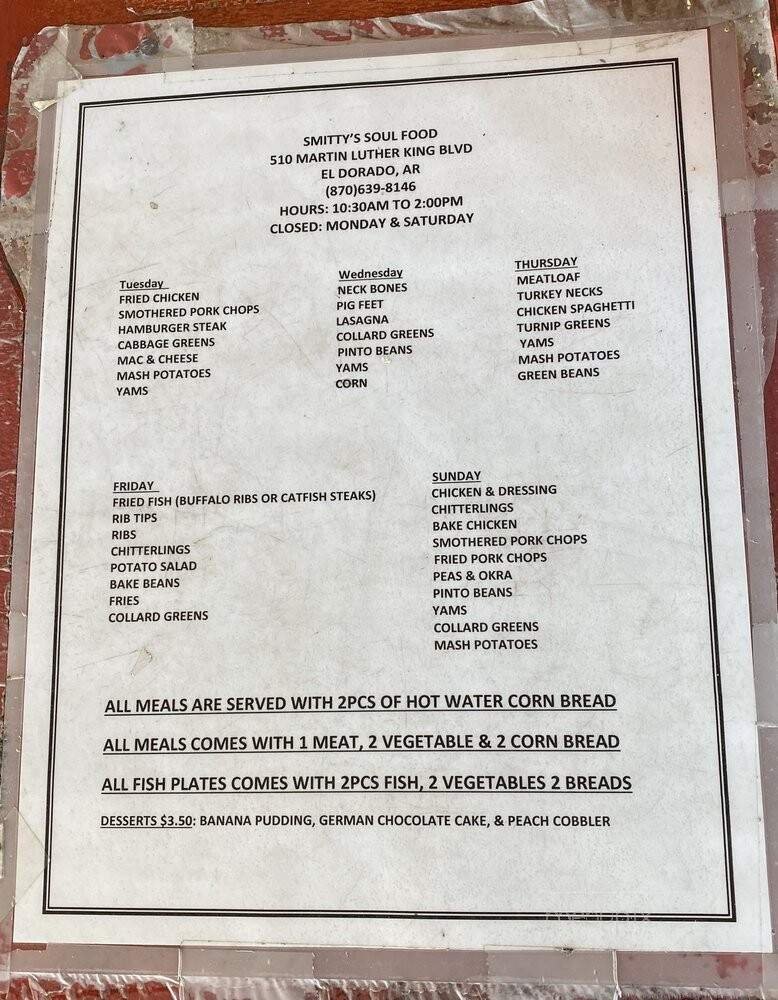 SMITTY'S SOUL FOOD
510 MARTIN LUTHER KING BLVD
EL DORADO, AR
(870)639-8146
HOURS: 10:30AM TO 2:00PM
CLOSED: MONDAY & SATURDAY
Tuesday
FRIED CHICKEN
SMOTHERED PORK CHOPS
HAMBURGER STEAK
CABBAGE GREENS
MAC & CHEESE
MASH POTATOES
YAMS
Wednesday
NECK BONES
PIG FEET
LASAGNA
COLLARD GREENS
PINTO BEANS
YAMS
CORN
THURSDAY
MEATLOAF
TURKEY NECKS
CHICKEN SPAGHETTI
TURNIP GREENS
YAMS
MASH POTATOES
GREEN BEANS
FRIDAY
FRIED FISH (BUFFALO RIBS OR CATFISH STEAKS)
RIB TIPS
RIBS
CHITTERLINGS
POTATO SALAD
BAKE BEANS
FRIES
COLLARD GREENS
SUNDAY
CHICKEN & DRESSING
CHITTERLINGS
BAKE CHICKEN
SMOTHERED PORK CHOPS
FRIED PORK CHOPS
PEAS & OKRA
PINTO BEANS
YAMS
COLLARD GREENS
MASH POTATOES
ALL MEALS ARE SERVED WITH 2PCS OF HOT WATER CORN BREAD
ALL MEALS COMES WITH 1 MEAT, 2 VEGETABLE & 2 CORN BREAD
ALL FISH PLATES COMES WITH 2PCS FISH, 2 VEGETABLES 2 BREADS
DESSERTS $3.50: BANANA PUDDING, GERMAN CHOCOLATE CAKE, & PEACH COBBLER